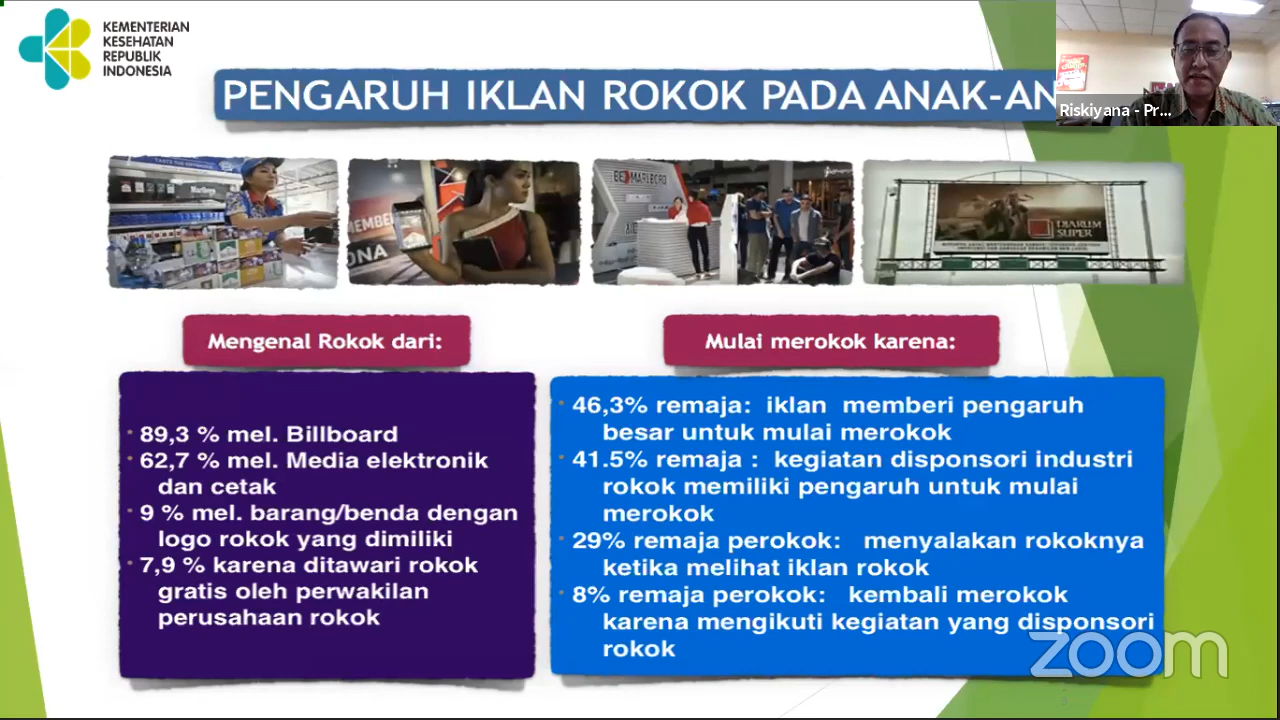 KEMENTERIAN
KESEHATAN
REPUBLIK
INDONESIA
PENGARUH IKLAN ROKOK PADA ANAK-AN
Riskiyana - Pr...
Marlboro
MARLBORO
DJARUM
SUPER
Mengenal Rokok dari:
89,3 % mel. Billboard
62,7 % mel. Media elektronik
dan cetak
9 % mel. barang/benda dengan
logo rokok yang dimiliki
7,9 % karena ditawari rokok
gratis oleh perwakilan
perusahaan rokok
Mulai merokok karena:
46,3% remaja: iklan memberi pengaruh
besar untuk mulai merokok
41.5% remaja : kegiatan disponsori industri
rokok memiliki pengaruh untuk mulai
merokok
29% remaja perokok: menyalakan rokoknya
ketika melihat iklan rokok
8% remaja perokok: kembali merokok
karena mengikuti kegiatan yang disponsori
rokok
zoom